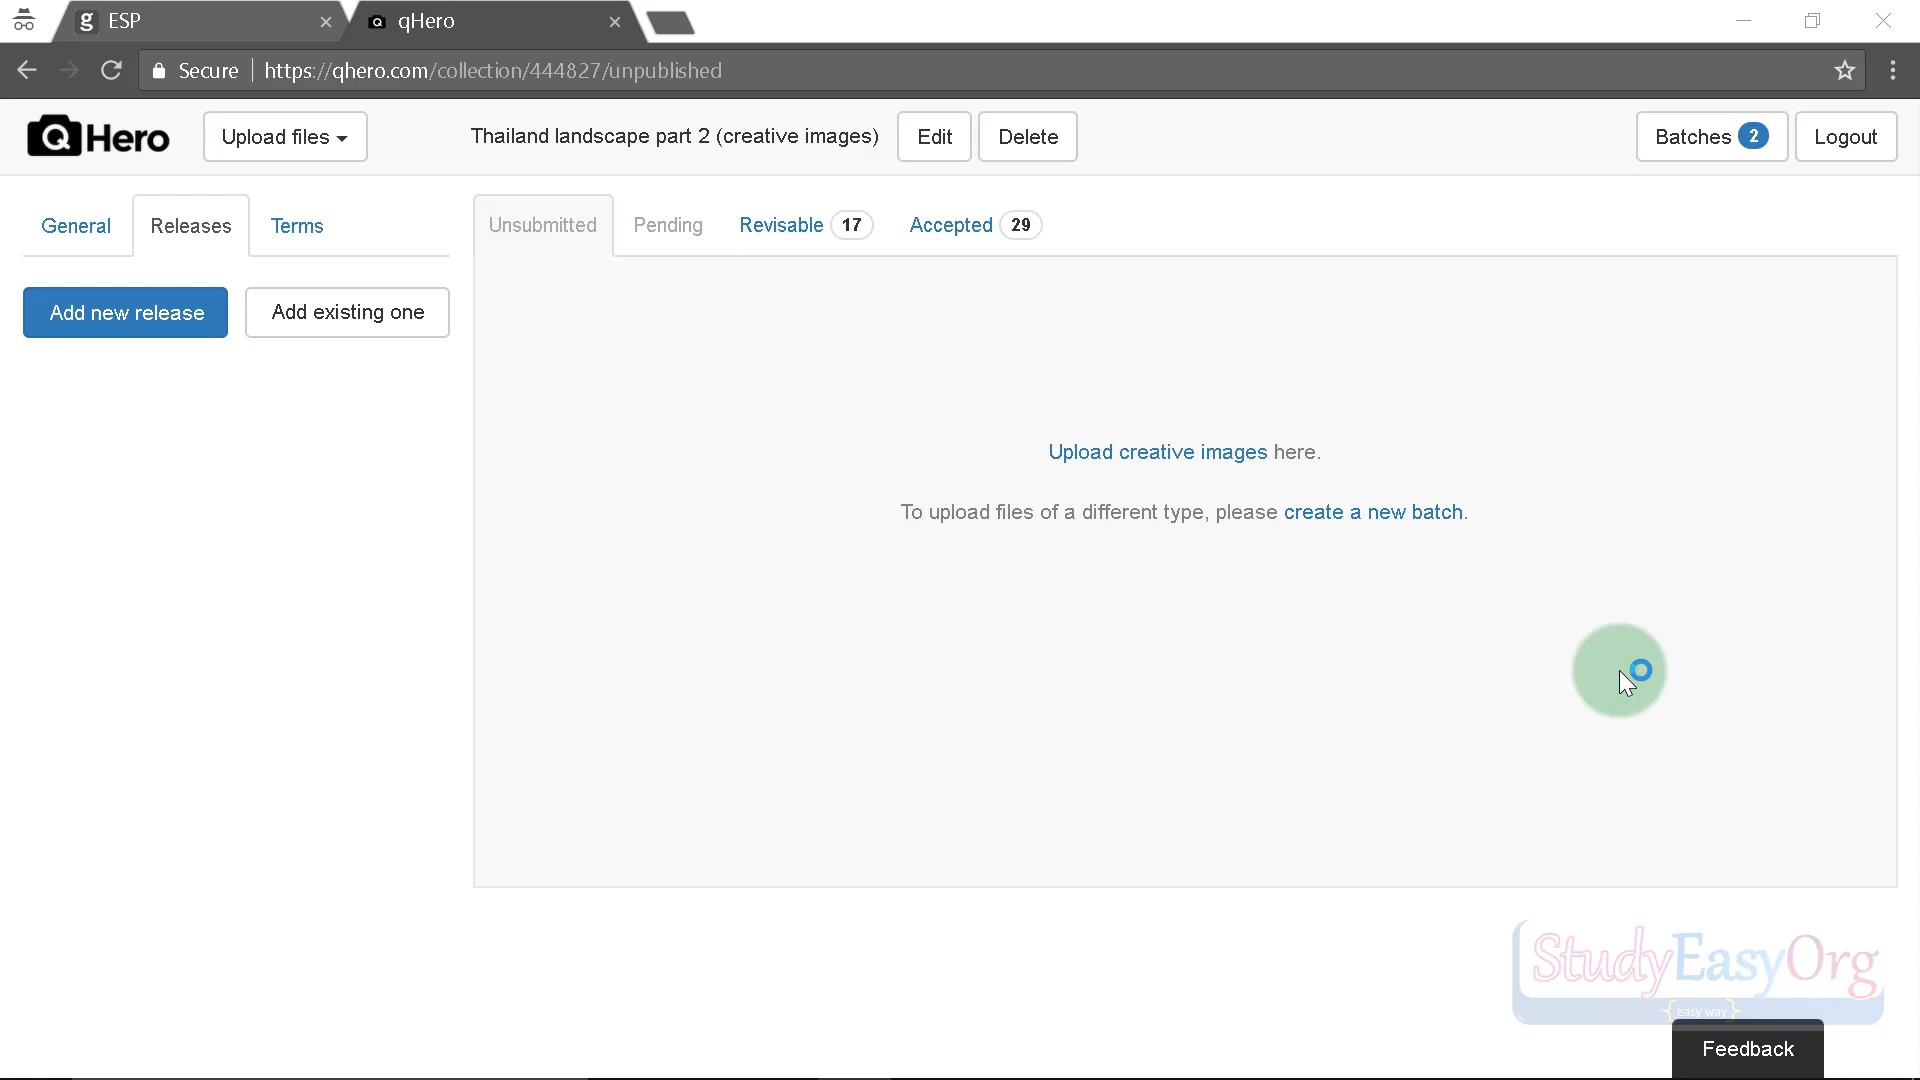 ESP
qHero
Secure https://qhero.com/collection/444827/unpublished
QHero
Upload files
Thailand landscape part 2 (creative images)
Edit
Delete
Batches 2
Logout
General
Releases
Terms
Unsubmitted
Pending
Revisable 17
Accepted 29
Add new release
Add existing one
Upload creative images here.
To upload files of a different type, please create a new batch.
StudyEasyOrg
{ easy way }
Feedback